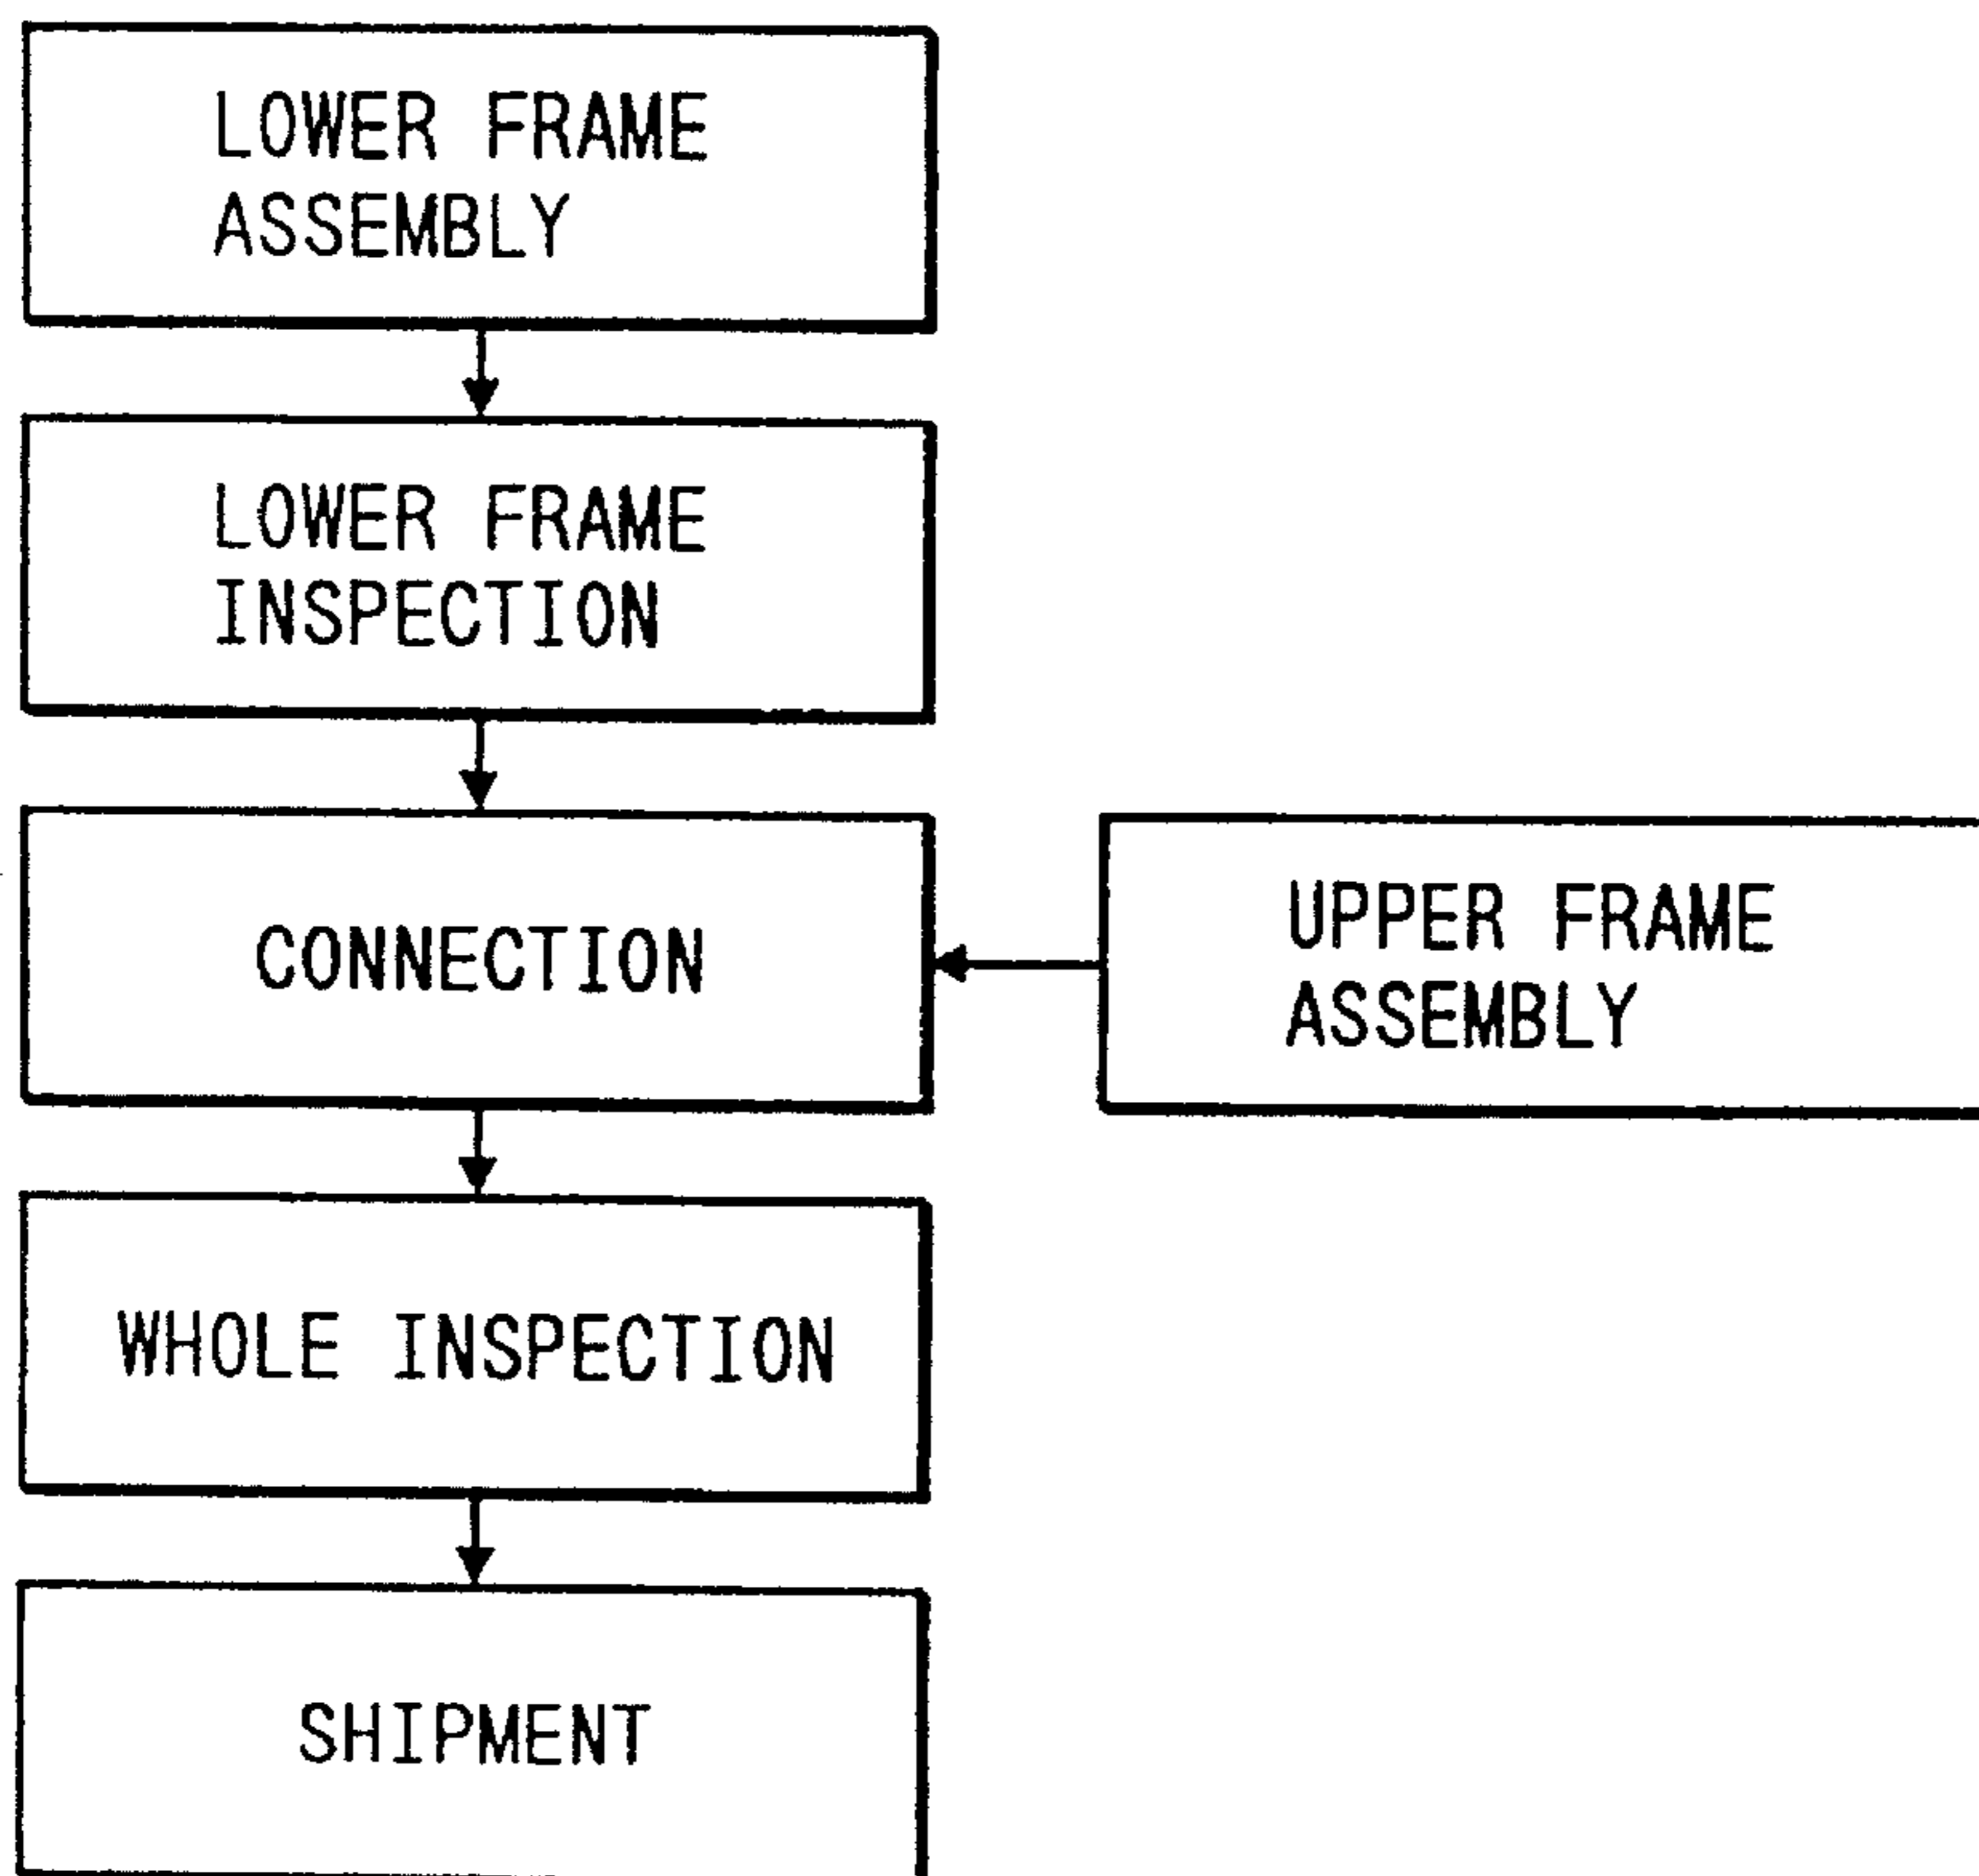 LOWER FRAME
ASSEMBLY
LOWER FRAME
INSPECTION
CONNECTION
UPPER FRAME
ASSEMBLY
WHOLE INSPECTION
SHIPMENT